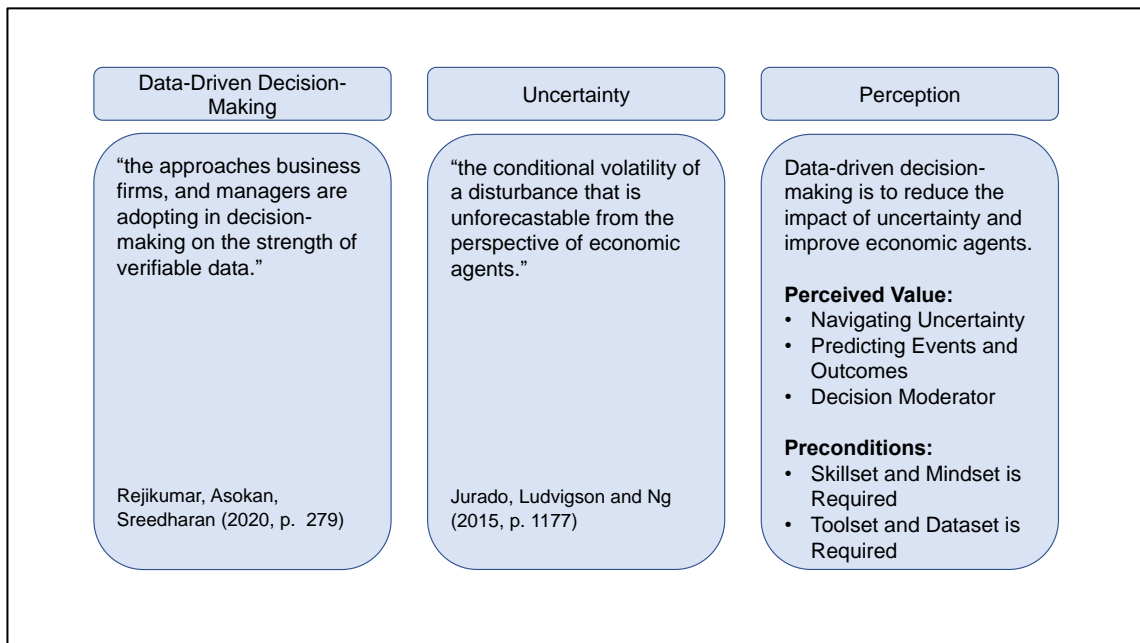 Data-Driven Decision-
Making
“the approaches business
firms, and managers are
adopting in decision-
making on the strength of
verifiable data.”
Rejikumar, Asokan,
Sreedharan (2020, p.  279)
Uncertainty
“the conditional volatility of
a disturbance that is
unforecastable from the
perspective of economic
agents.”
Jurado, Ludvigson and Ng
(2015, p. 1177)
Perception
Data-driven decision-
making is to reduce the
impact of uncertainty and
improve economic agents.
Perceived Value:
• Navigating Uncertainty
• Predicting Events and
Outcomes
• Decision Moderator
Preconditions:
• Skillset and Mindset is
Required
• Toolset and Dataset is
Required